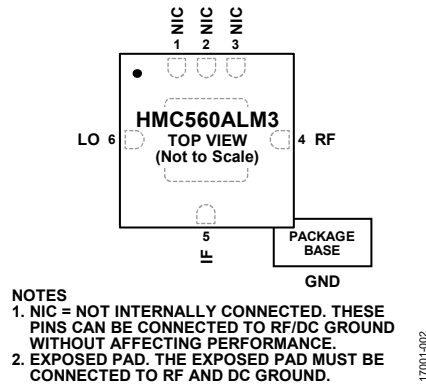 NIC NIC NIC
1 2 3
HMC560ALM3
TOP VIEW
(Not to Scale)
LO 6
4 RF
5
IF
PACKAGE
BASE
GND
NOTES
1. NIC = NOT INTERNALLY CONNECTED. THESE
PINS CAN BE CONNECTED TO RF/DC GROUND
WITHOUT AFFECTING PERFORMANCE.
2. EXPOSED PAD. THE EXPOSED PAD MUST BE
CONNECTED TO RF AND DC GROUND.
17001-002